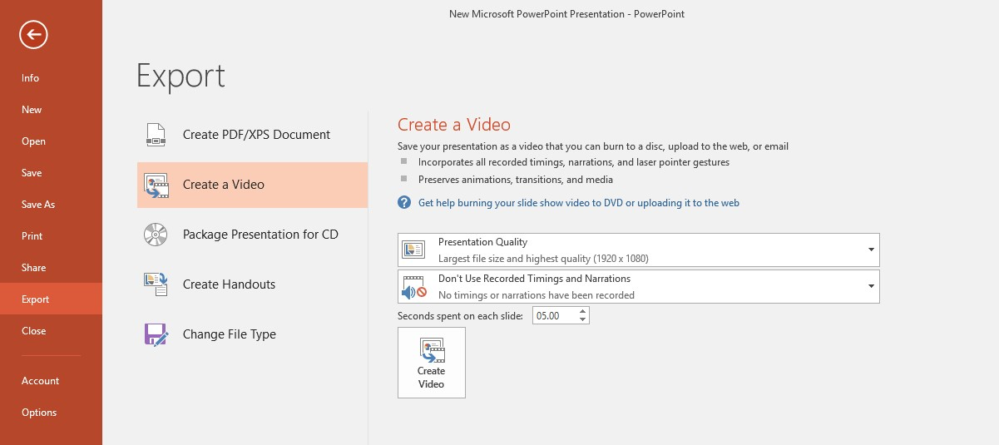 New Microsoft PowerPoint Presentation - PowerPoint
Info
New
Open
Save
Save As
Print
Share
Export
Close
Account
Options
Export
Create PDF/XPS Document
Create a Video
Package Presentation for CD
Create Handouts
Change File Type
Create a Video
Save your presentation as a video that you can burn to a disc, upload to the web, or email
Incorporates all recorded timings, narrations, and laser pointer gestures
Preserves animations, transitions, and media
? Get help burning your slide show video to DVD or uploading it to the web
Presentation Quality
Largest file size and highest quality (1920 x 1080)
Don't Use Recorded Timings and Narrations
No timings or narrations have been recorded
Seconds spent on each slide: 05.00
Create
Video